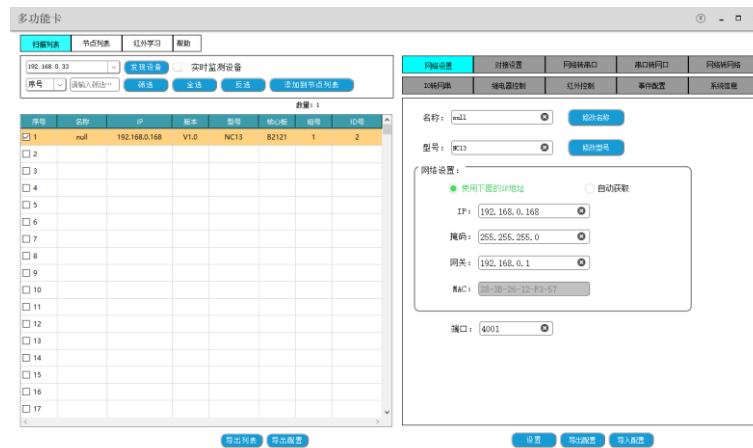 多功能卡
扫描列表 节点列表 红外学习 帮助
192.168.0.33 发现设备 实时监测设备
序号 请输入筛选… 筛选 全选 反选 添加到节点列表
数量: 1
序号 名称 IP 版本 型号 核心板 组号 ID号
1 null 192.168.0.168 V1.0 NC13 B2121 1 2
2
3
4
5
6
7
8
9
10
11
12
13
14
15
16
17
导出列表 导出配置
网络设置 对接设置 网络转串口 串口转网口 网络转网络
IO转网串 继电器控制 红外控制 事件配置 系统信息
名称: null 修改名称
型号: NC13 修改型号
网络设置:
使用下面的IP地址 自动获取
IP: 192.168.0.168
掩码: 255.255.255.0
网关: 192.168.0.1
MAC: 28-3B-26-12-F3-57
端口: 4001
设置 导出配置 导入配置